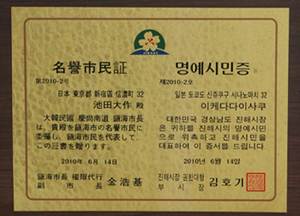 名譽市民証
第2010-2号
日本 東京都 新宿區 信濃町 32
池田大作 殿
大韓民國 慶尙南道 鎭海市長
は、貴殿を鎭海市の名譽市民に
委囑し、鎭海市民を代表して、
この証書を贈ります。
2010年 6月 14日
鎭海市長 權限代行
副市長 金浩基
명예시민증
제2010-2호
일본 도쿄도 신쥬쿠구 시나노마치 32
이케다다이사쿠
대한민국 경상남도 진해시장
은 귀하를 진해시의 명예시민
으로 위촉하고 진해시민을
대표하여 이 증서를 드립니다.
2010년 6월 14일
진해시장 권한대행
부시장 김호기